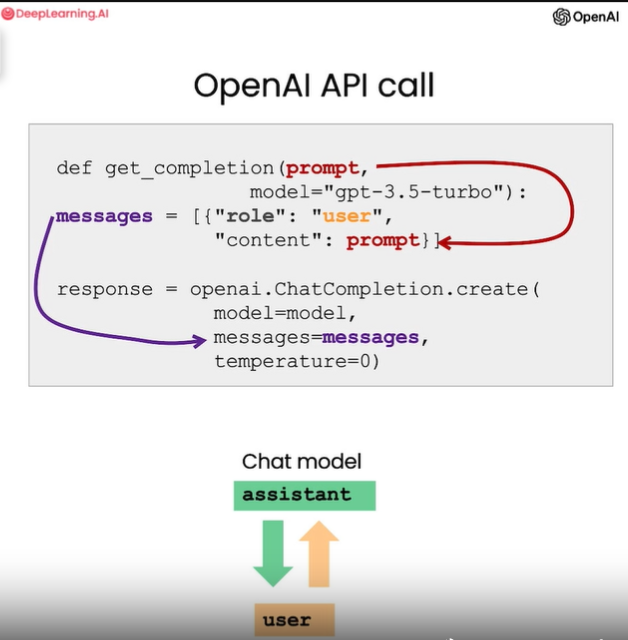 DeepLearning.AI
OpenAI
OpenAI API call
def get_completion(prompt,
model="gpt-3.5-turbo"):
messages = [{"role": "user",
"content": prompt}]
response = openai.ChatCompletion.create(
model=model,
messages=messages,
temperature=0)
Chat model
assistant
user